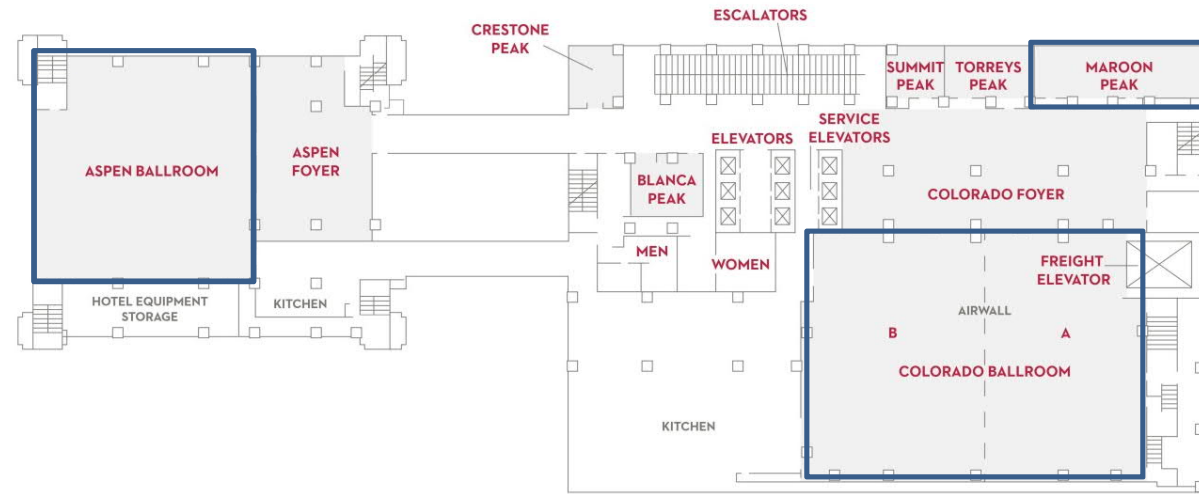 ESCALATORS
CRESTONE
PEAK
SUMMIT
PEAK
TORREYS
PEAK
MAROON
PEAK
SERVICE
ELEVATORS
ELEVATORS
ASPEN BALLROOM
ASPEN
FOYER
BLANCA
PEAK
COLORADO FOYER
MEN
WOMEN
FREIGHT
ELEVATOR
HOTEL EQUIPMENT
STORAGE
KITCHEN
AIRWALL
B
A
COLORADO BALLROOM
KITCHEN